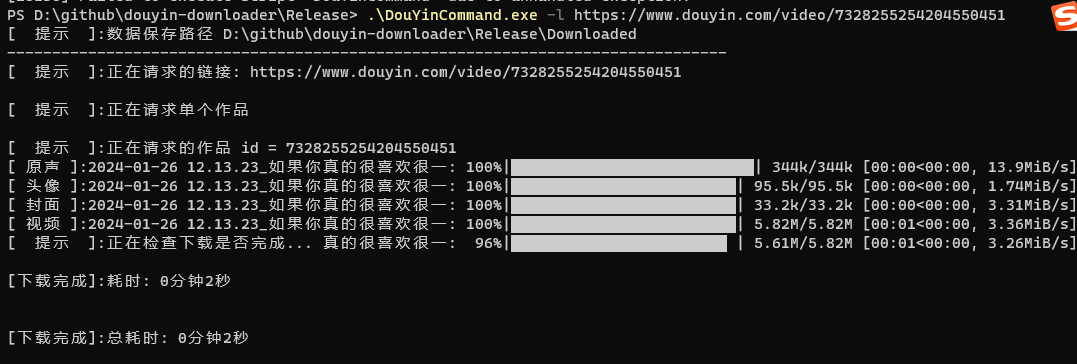 PS D:\github\douyin-downloader\Release> .\DouYinCommand.exe -l https://www.douyin.com/video/7328255254204550451
[  提示  ]:数据保存路径 D:\github\douyin-downloader\Release\Downloaded
--------------------------------------------------------------------------------
[  提示  ]:正在请求的链接: https://www.douyin.com/video/7328255254204550451
[  提示  ]:正在请求单个作品
[  提示  ]:正在请求的作品 id = 7328255254204550451
[ 原声 ]:2024-01-26 12.13.23_如果你真的很喜欢很一: 100%| | 344k/344k [00:00<00:00, 13.9MiB/s]
[ 头像 ]:2024-01-26 12.13.23_如果你真的很喜欢很一: 100%| | 95.5k/95.5k [00:00<00:00, 1.74MiB/s]
[ 封面 ]:2024-01-26 12.13.23_如果你真的很喜欢很一: 100%| | 33.2k/33.2k [00:00<00:00, 3.31MiB/s]
[ 视频 ]:2024-01-26 12.13.23_如果你真的很喜欢很一: 100%| | 5.82M/5.82M [00:01<00:00, 3.36MiB/s]
[  提示  ]:正在检查下载是否完成... 真的很喜欢很一:  96%| | 5.61M/5.82M [00:01<00:00, 3.26MiB/s]
[下载完成]:耗时: 0分钟2秒
[下载完成]:总耗时: 0分钟2秒